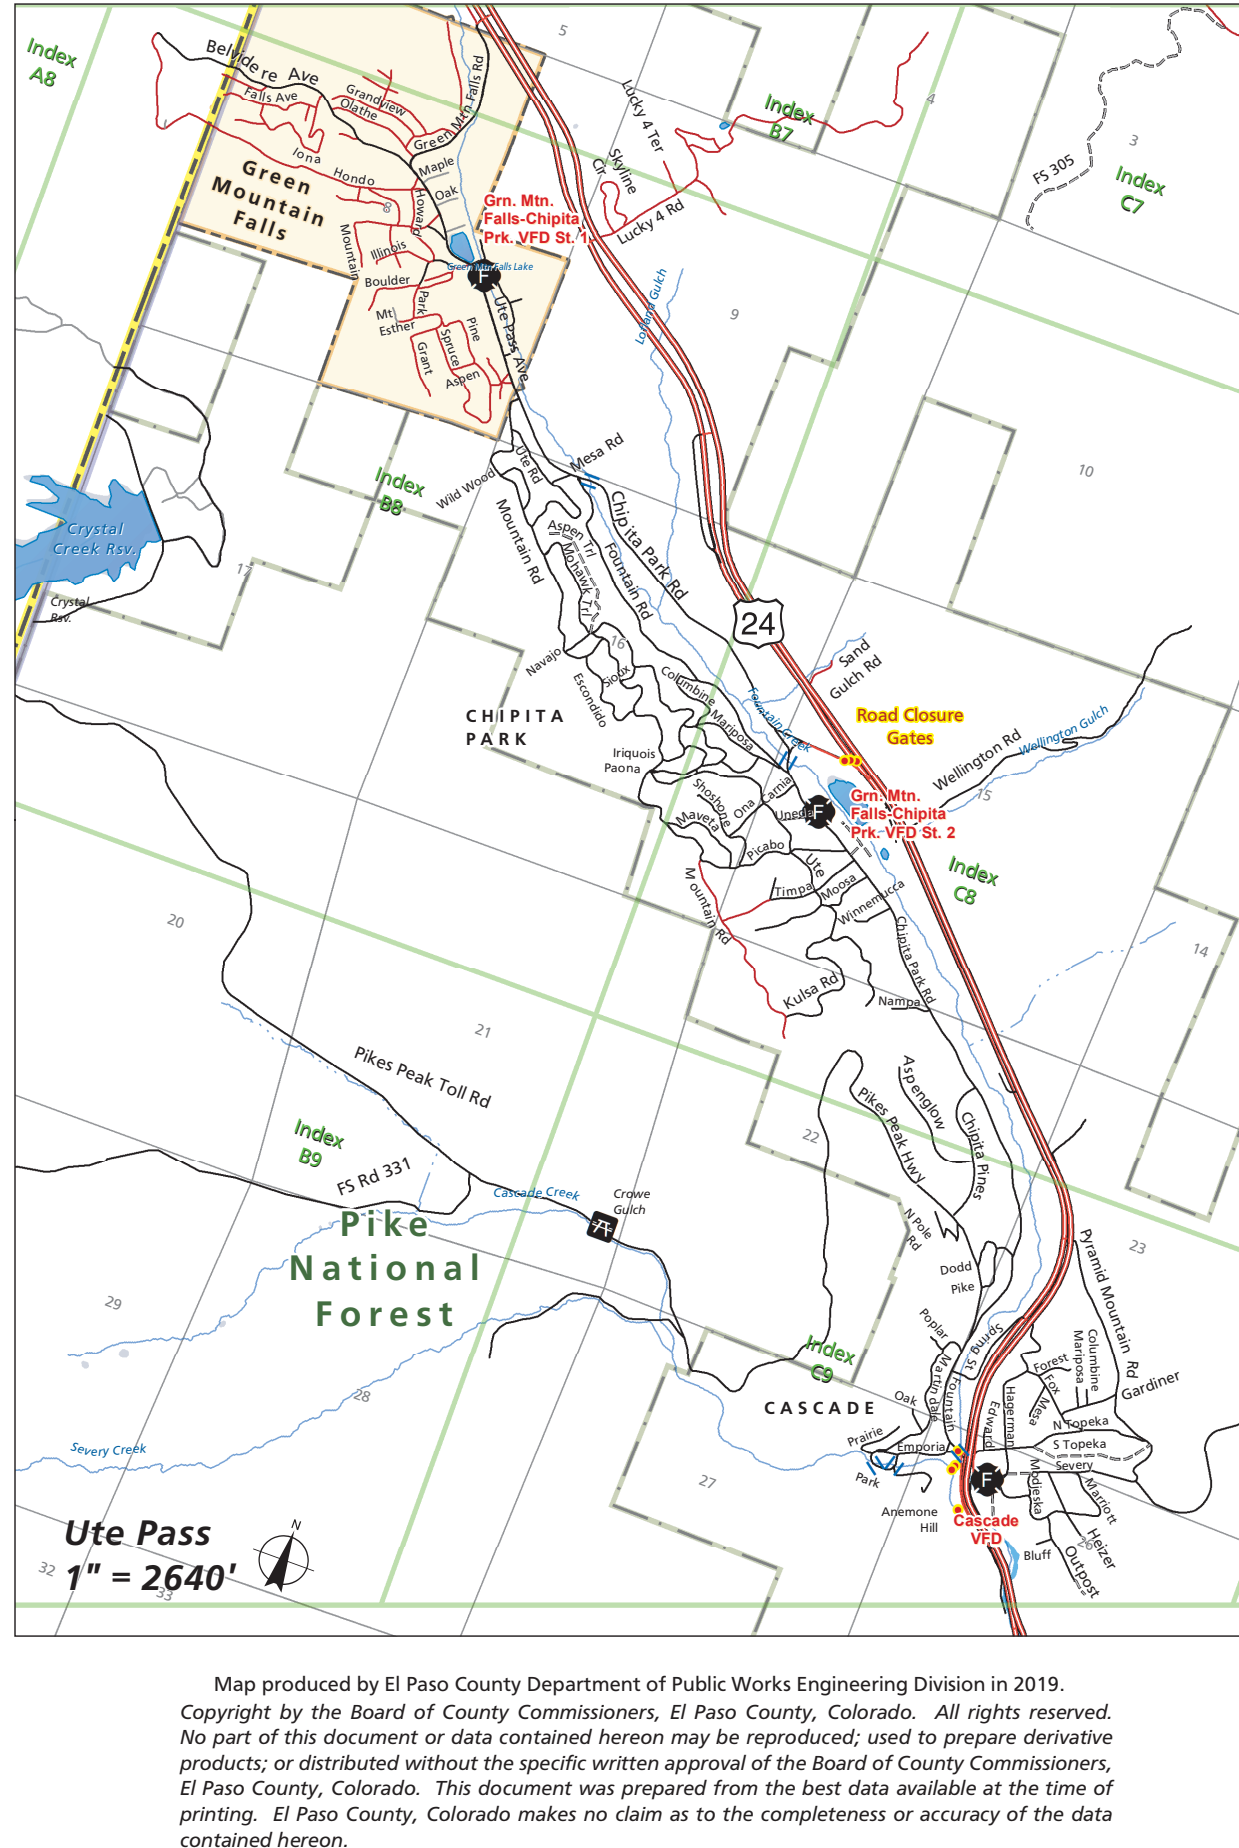 Index
A8
Belvidere Ave
Falls Ave
Grandview
Olathe
Green Mtn Falls Rd
5
Lucky 4 Ter
Index
B7
4
3
FS 305
Index
C7
Iona
Hondo
Maple
Oak
Howard
Skyline
Cir
Lucky 4 Rd
Green
Mountain
Falls
8
Mountain
Illinois
Boulder
Park
Mt
Esther
Grant
Spruce
Pine
Aspen
Grn. Mtn.
Falls-Chipita
Prk. VFD St. 1
Green Mtn Falls Lake
F
Ute Pass Ave
Lofland Gulch
9
10
Index
B8
Wild Wood
Ute Rd
Mesa Rd
Mountain Rd
Aspen Trl
Mohawk Trl
Fountain Rd
Chipita Park Rd
Crystal
Creek Rsv.
17
Crystal
Rsv.
16
24
Navajo
Escondido
Sioux
Columbine
Mariposa
Fountain Creek
Sand
Gulch Rd
CHIPITA
PARK
Road Closure
Gates
Wellington Rd
Wellington Gulch
15
Iriquois
Paona
Shoshone
Maveta
Ona
Carnia
Uneda
F
Grn. Mtn.
Falls-Chipita
Prk. VFD St. 2
Picabo
Ute
Timpa
Moosa
Winnemucca
Index
C8
Mountain Rd
Chipita Park Rd
Kulsa Rd
Nampa
14
20
21
Pikes Peak Toll Rd
Index
B9
FS Rd 331
Cascade Creek
Crowe
Gulch
22
Pikes Peak Hwy
Aspenglow
Chipita Pines
N Pole
Rd
Dodd
Pike
23
Pyramid Mountain Rd
Pike
National
Forest
29
28
Severy Creek
Index
C9
CASCADE
Poplar
Spring St
Martindale
Fountain
Oak
Prairie
Emporia
Park
Anemone
Hill
27
Edward
Hagerman
Forest
Fox
Mesa
Mariposa
Columbine
Gardiner
N Topeka
S Topeka
Severy
Modjeska
Marriott
Heizer
Outpost
Bluff
26
F
Cascade
VFD
Ute Pass
1" = 2640'
N
32
33
Map produced by El Paso County Department of Public Works Engineering Division in 2019.
Copyright by the Board of County Commissioners, El Paso County, Colorado. All rights reserved.
No part of this document or data contained hereon may be reproduced; used to prepare derivative
products; or distributed without the specific written approval of the Board of County Commissioners,
El Paso County, Colorado. This document was prepared from the best data available at the time of
printing. El Paso County, Colorado makes no claim as to the completeness or accuracy of the data
contained hereon.